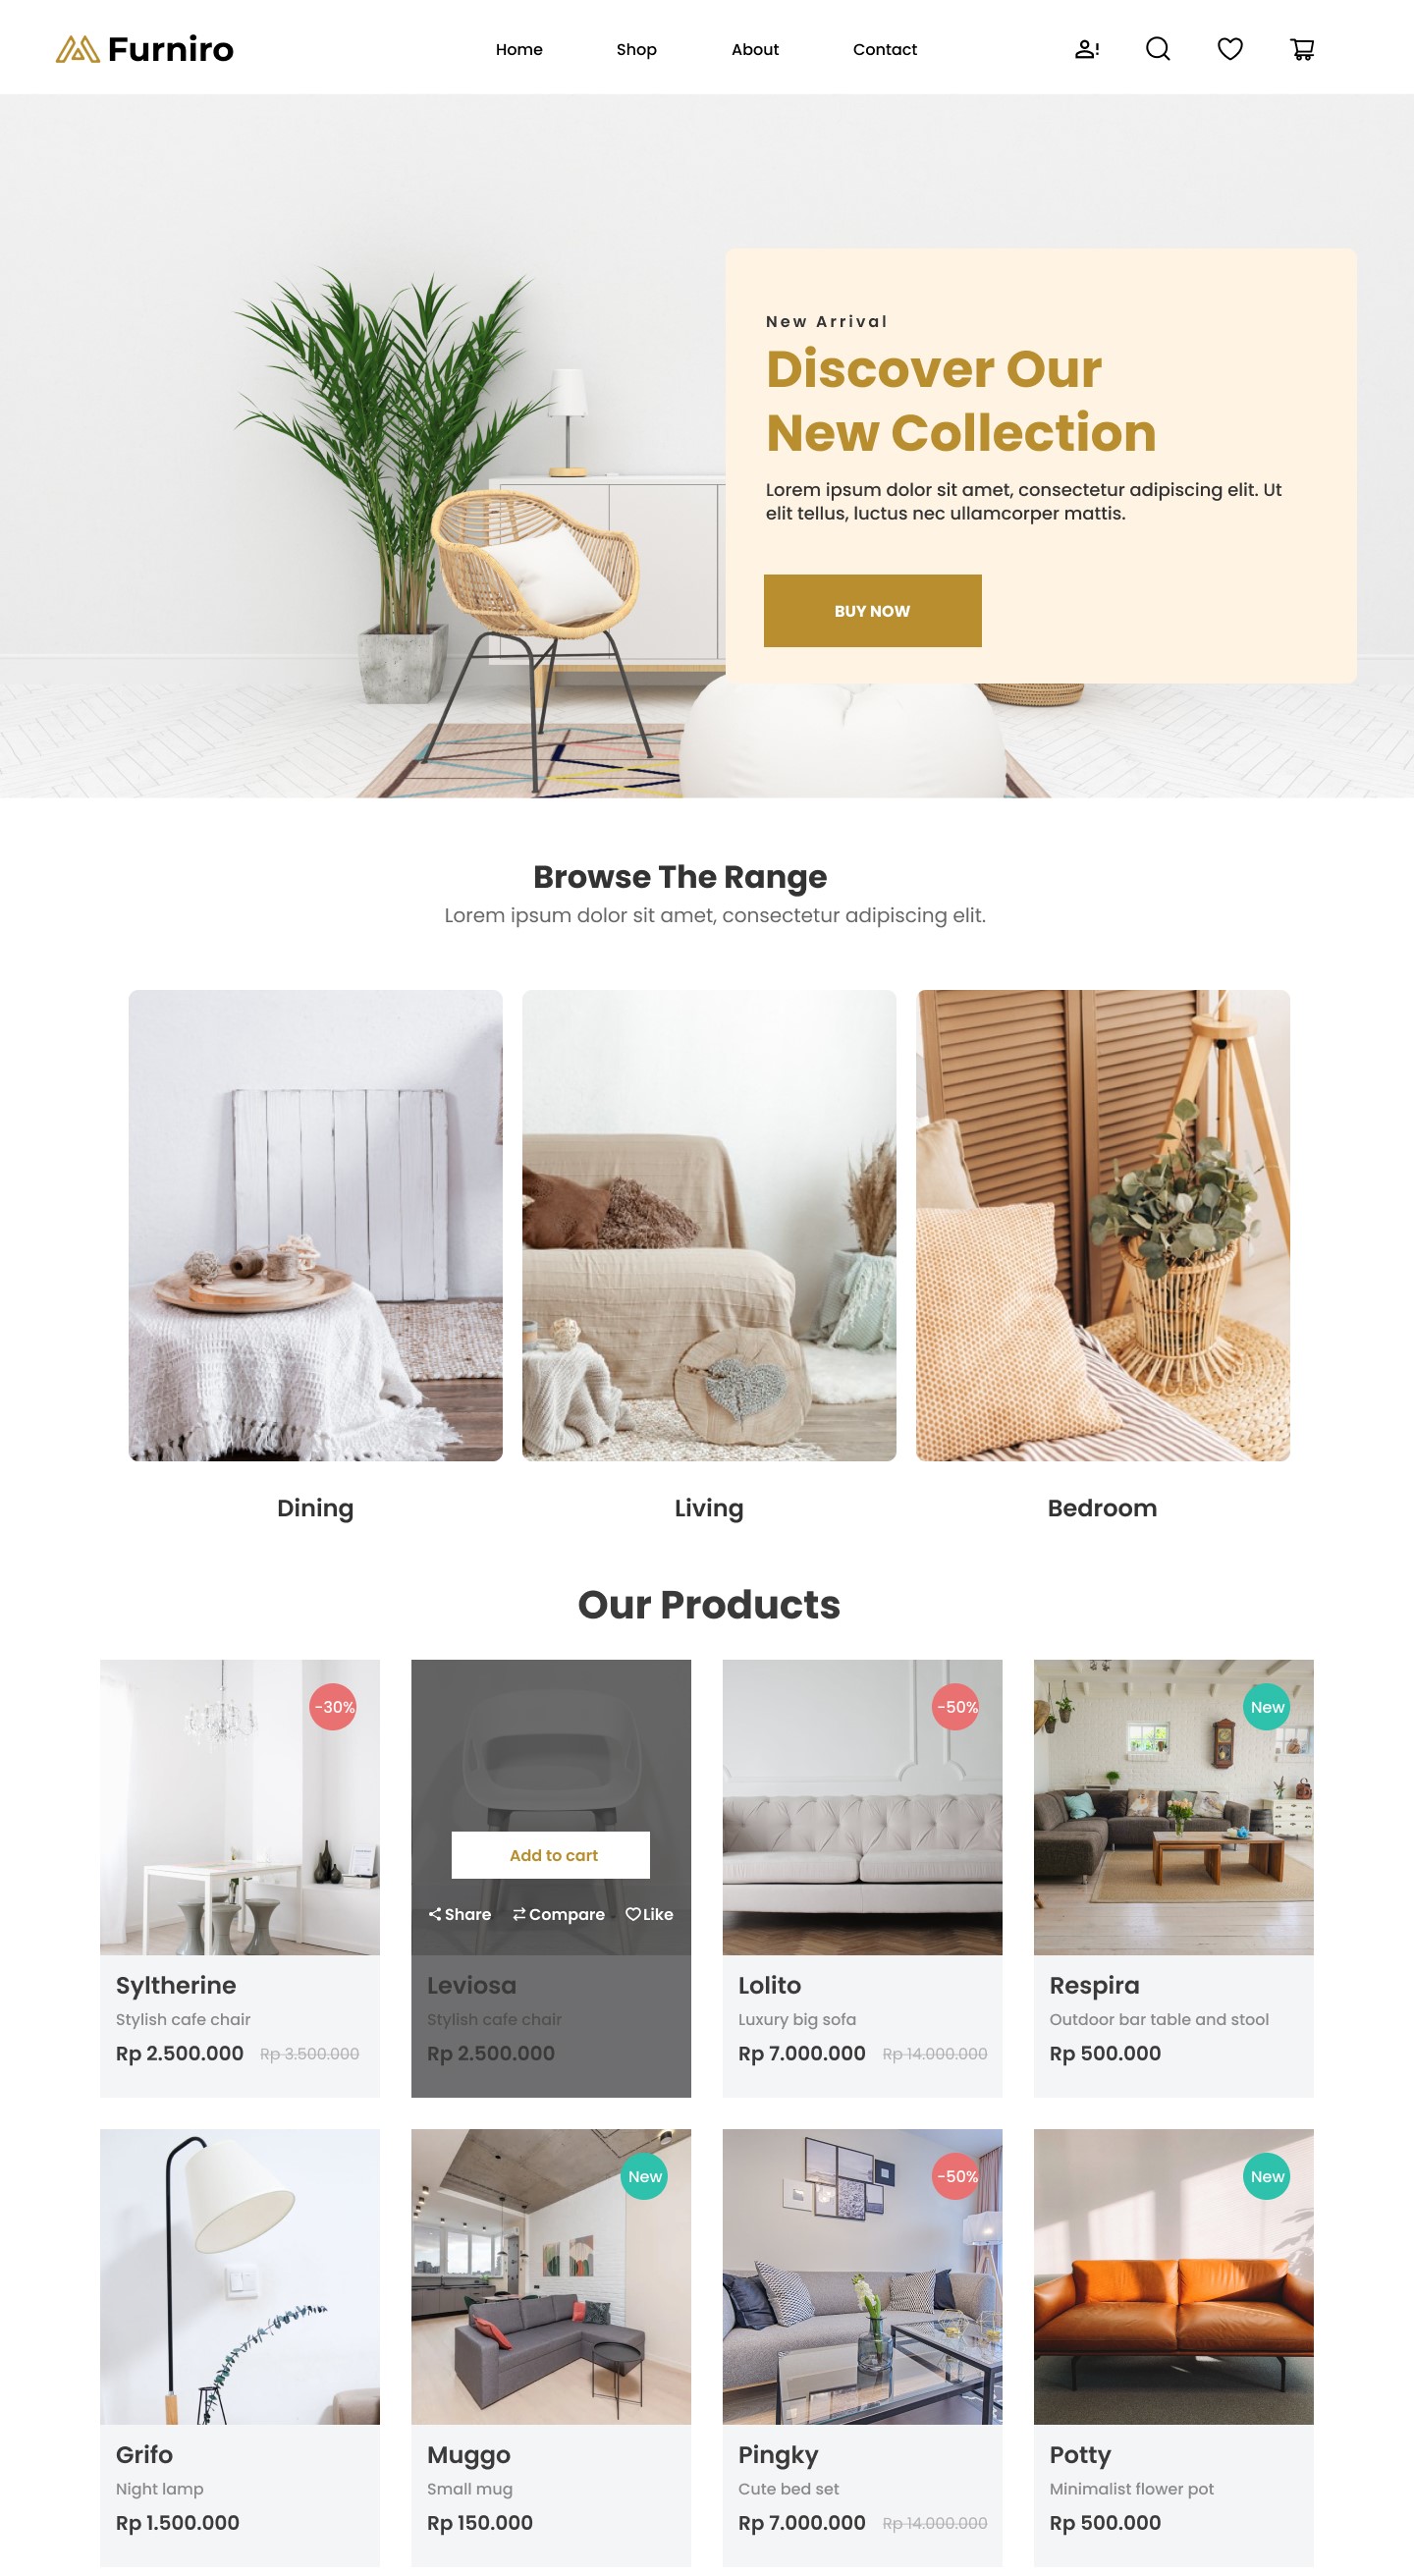 Furniro
Home
Shop
About
Contact
New Arrival
Discover Our
New Collection
Lorem ipsum dolor sit amet, consectetur adipiscing elit. Ut
elit tellus, luctus nec ullamcorper mattis.
BUY NOW
Browse The Range
Lorem ipsum dolor sit amet, consectetur adipiscing elit.
Dining
Living
Bedroom
Our Products
-30%
Syltherine
Stylish cafe chair
Rp 2.500.000 Rp 3.500.000
Add to cart
Share Compare Like
Leviosa
Stylish cafe chair
Rp 2.500.000
-50%
Lolito
Luxury big sofa
Rp 7.000.000 Rp 14.000.000
New
Respira
Outdoor bar table and stool
Rp 500.000
Grifo
Night lamp
Rp 1.500.000
New
Muggo
Small mug
Rp 150.000
-50%
Pingky
Cute bed set
Rp 7.000.000 Rp 14.000.000
New
Potty
Minimalist flower pot
Rp 500.000